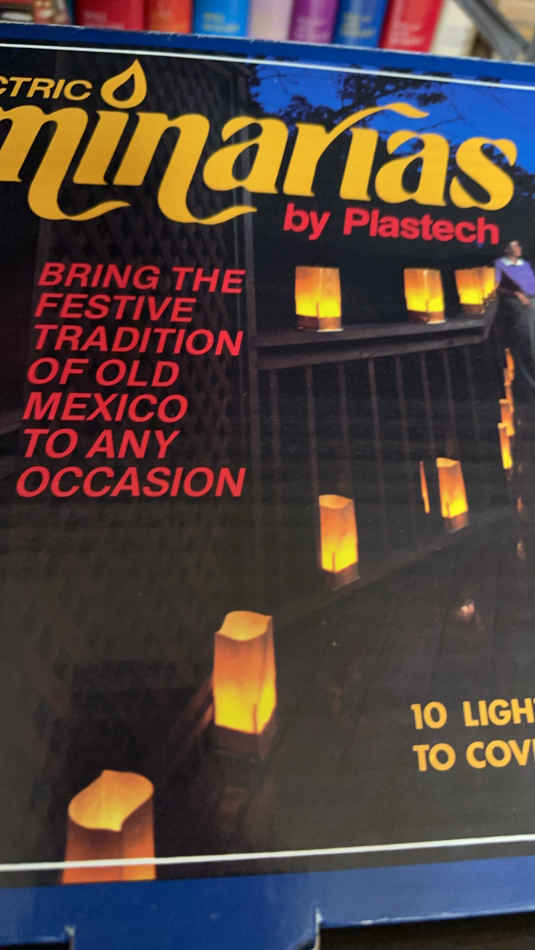 CTRIC
minarias
by Plastech
BRING THE
FESTIVE
TRADITION
OF OLD
MEXICO
TO ANY
OCCASION
10 LIGH
TO COV